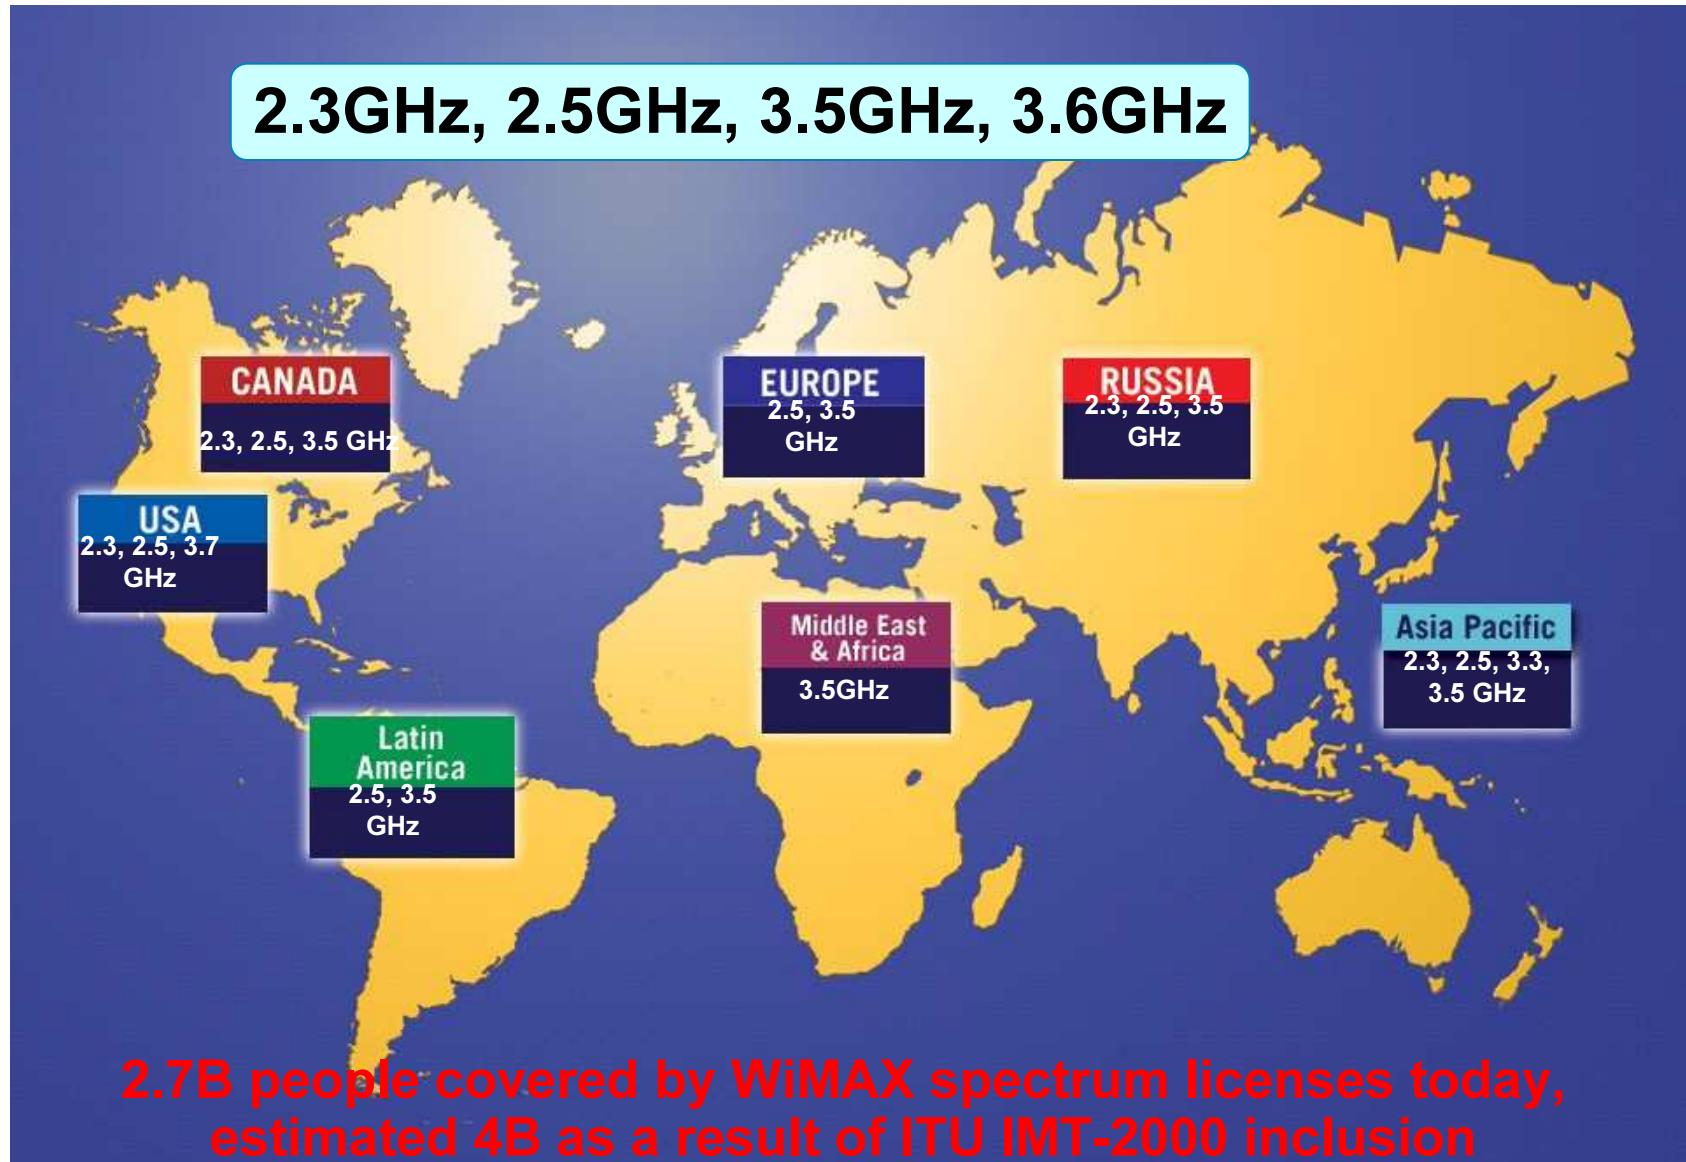 2.3GHz, 2.5GHz, 3.5GHz, 3.6GHz
CANADA
2.3, 2.5, 3.5 GHz
EUROPE
2.5, 3.5
GHz
RUSSIA
2.3, 2.5, 3.5
GHz
USA
2.3, 2.5, 3.7
GHz
Middle East
& Africa
3.5GHz
Asia Pacific
2.3, 2.5, 3.3,
3.5 GHz
Latin
America
2.5, 3.5
GHz
2.7B people covered by WiMAX spectrum licenses today,
estimated 4B as a result of ITU IMT-2000 inclusion